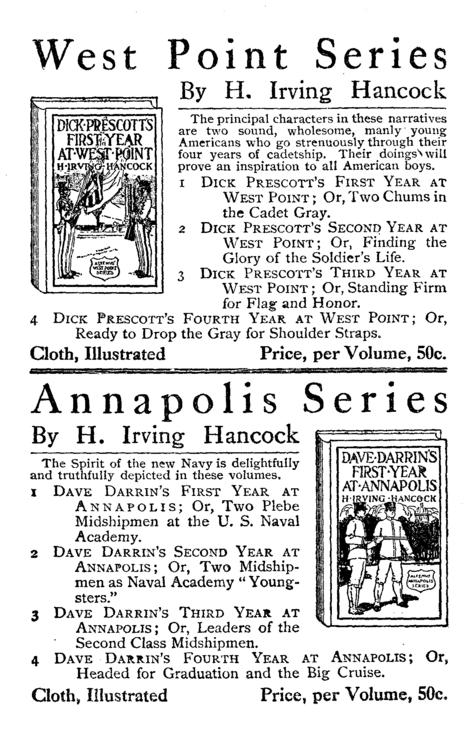 West Point Series
By H. Irving Hancock
DICK PRESCOTT'S
FIRST YEAR
AT WEST POINT
H·IRVING·HANCOCK
ALTEMUS'
WEST POINT
SERIES
The principal characters in these narratives
are two sound, wholesome, manly young
Americans who go strenuously through their
four years of cadetship. Their doings will
prove an inspiration to all American boys.
1 Dick Prescott's First Year at
West Point; Or, Two Chums in
the Cadet Gray.
2 Dick Prescott's Second Year at
West Point; Or, Finding the
Glory of the Soldier's Life.
3 Dick Prescott's Third Year at
West Point; Or, Standing Firm
for Flag and Honor.
4 Dick Prescott's Fourth Year at West Point; Or,
Ready to Drop the Gray for Shoulder Straps.
Cloth, Illustrated Price, per Volume, 50c.
Annapolis Series
By H. Irving Hancock
The Spirit of the new Navy is delightfully
and truthfully depicted in these volumes.
1 Dave Darrin's First Year at
Annapolis; Or, Two Plebe
Midshipmen at the U. S. Naval
Academy.
2 Dave Darrin's Second Year at
Annapolis; Or, Two Midship-
men as Naval Academy "Young-
sters."
3 Dave Darrin's Third Year at
Annapolis; Or, Leaders of the
Second Class Midshipmen.
4 Dave Darrin's Fourth Year at Annapolis; Or,
Headed for Graduation and the Big Cruise.
DAVE·DARRIN'S
FIRST·YEAR
AT·ANNAPOLIS
H·IRVING·HANCOCK
ALTEMUS'
ANNAPOLIS
SERIES
Cloth, Illustrated Price, per Volume, 50c.